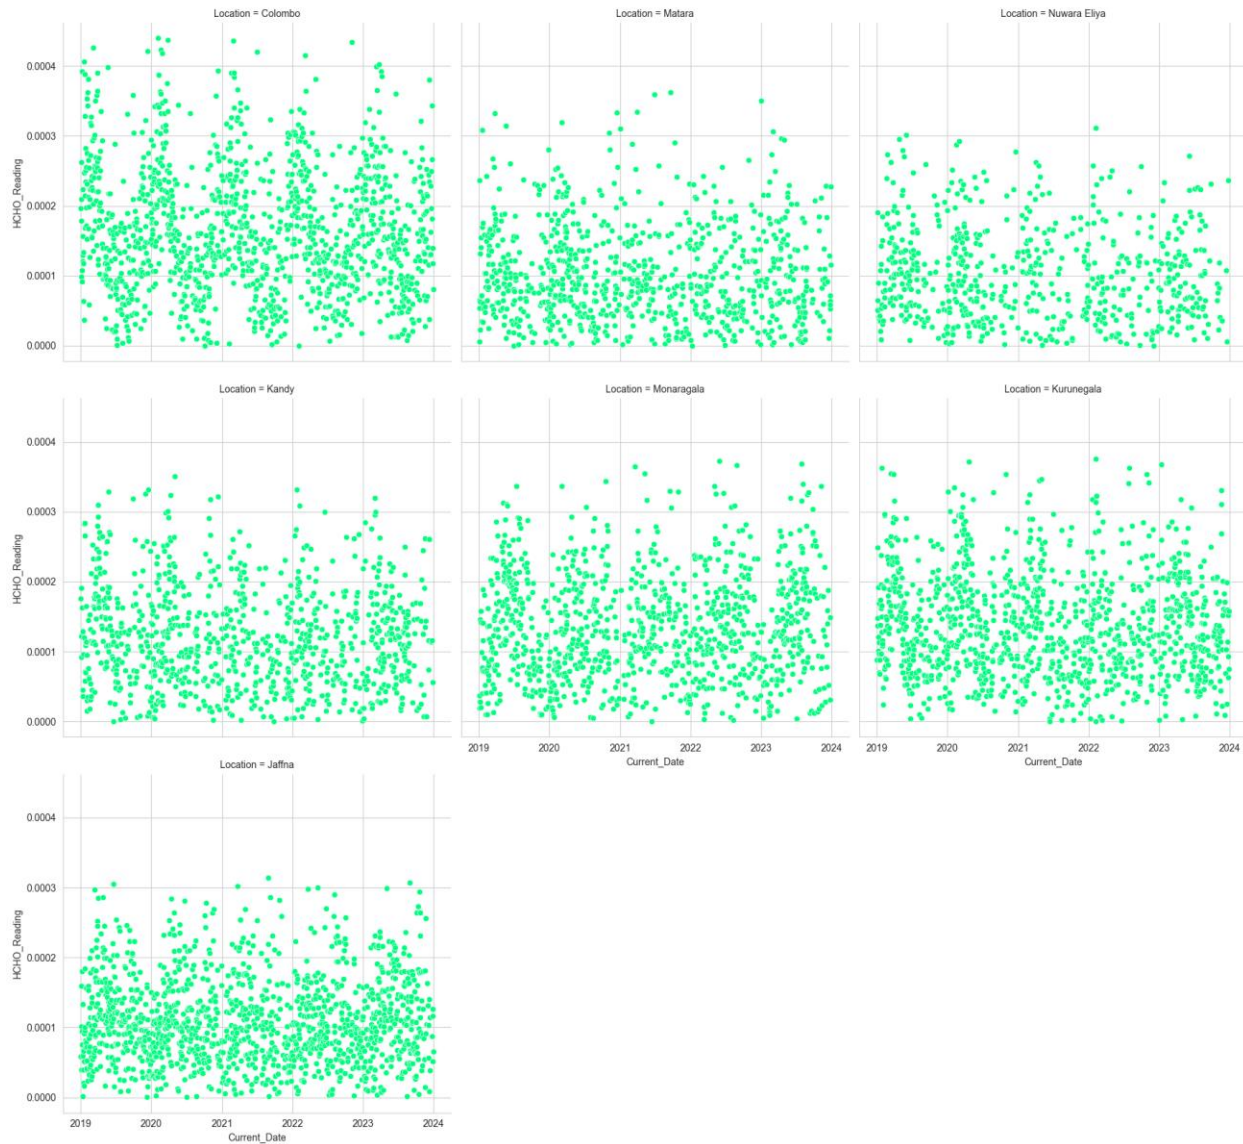 Location = Colombo
Location = Matara
Location = Nuwara Eliya
0.0004
0.0003
0.0002
0.0001
0.0000
HCHO_Reading
Location = Kandy
Location = Monaragala
Location = Kurunegala
0.0004
0.0003
0.0002
0.0001
0.0000
HCHO_Reading
2019 2020 2021 2022 2023 2024
Current_Date
2019 2020 2021 2022 2023 2024
Current_Date
Location = Jaffna
0.0004
0.0003
0.0002
0.0001
0.0000
HCHO_Reading
2019 2020 2021 2022 2023 2024
Current_Date